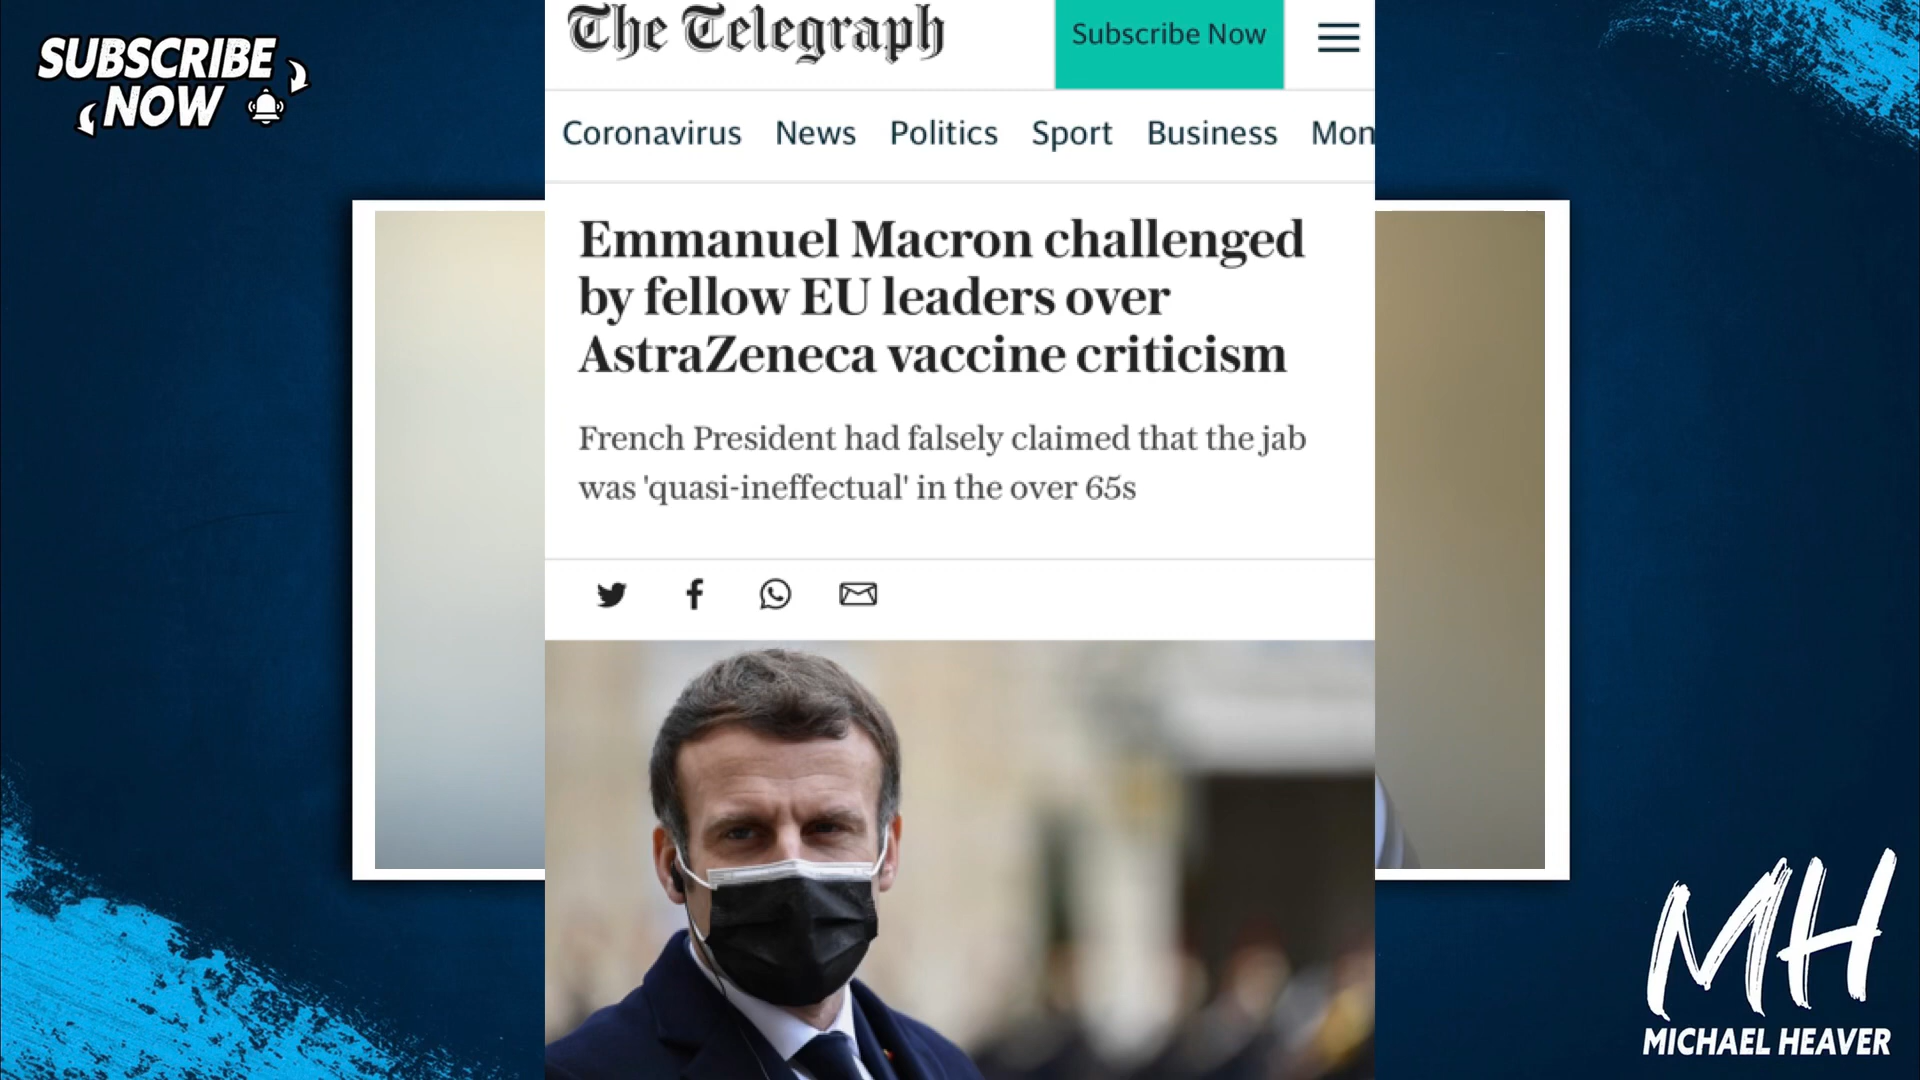 SUBSCRIBE
NOW
The Telegraph
Subscribe Now
Coronavirus News Politics Sport Business Mon
Emmanuel Macron challenged
by fellow EU leaders over
AstraZeneca vaccine criticism
French President had falsely claimed that the jab
was 'quasi-ineffectual' in the over 65s
MH
MICHAEL HEAVER